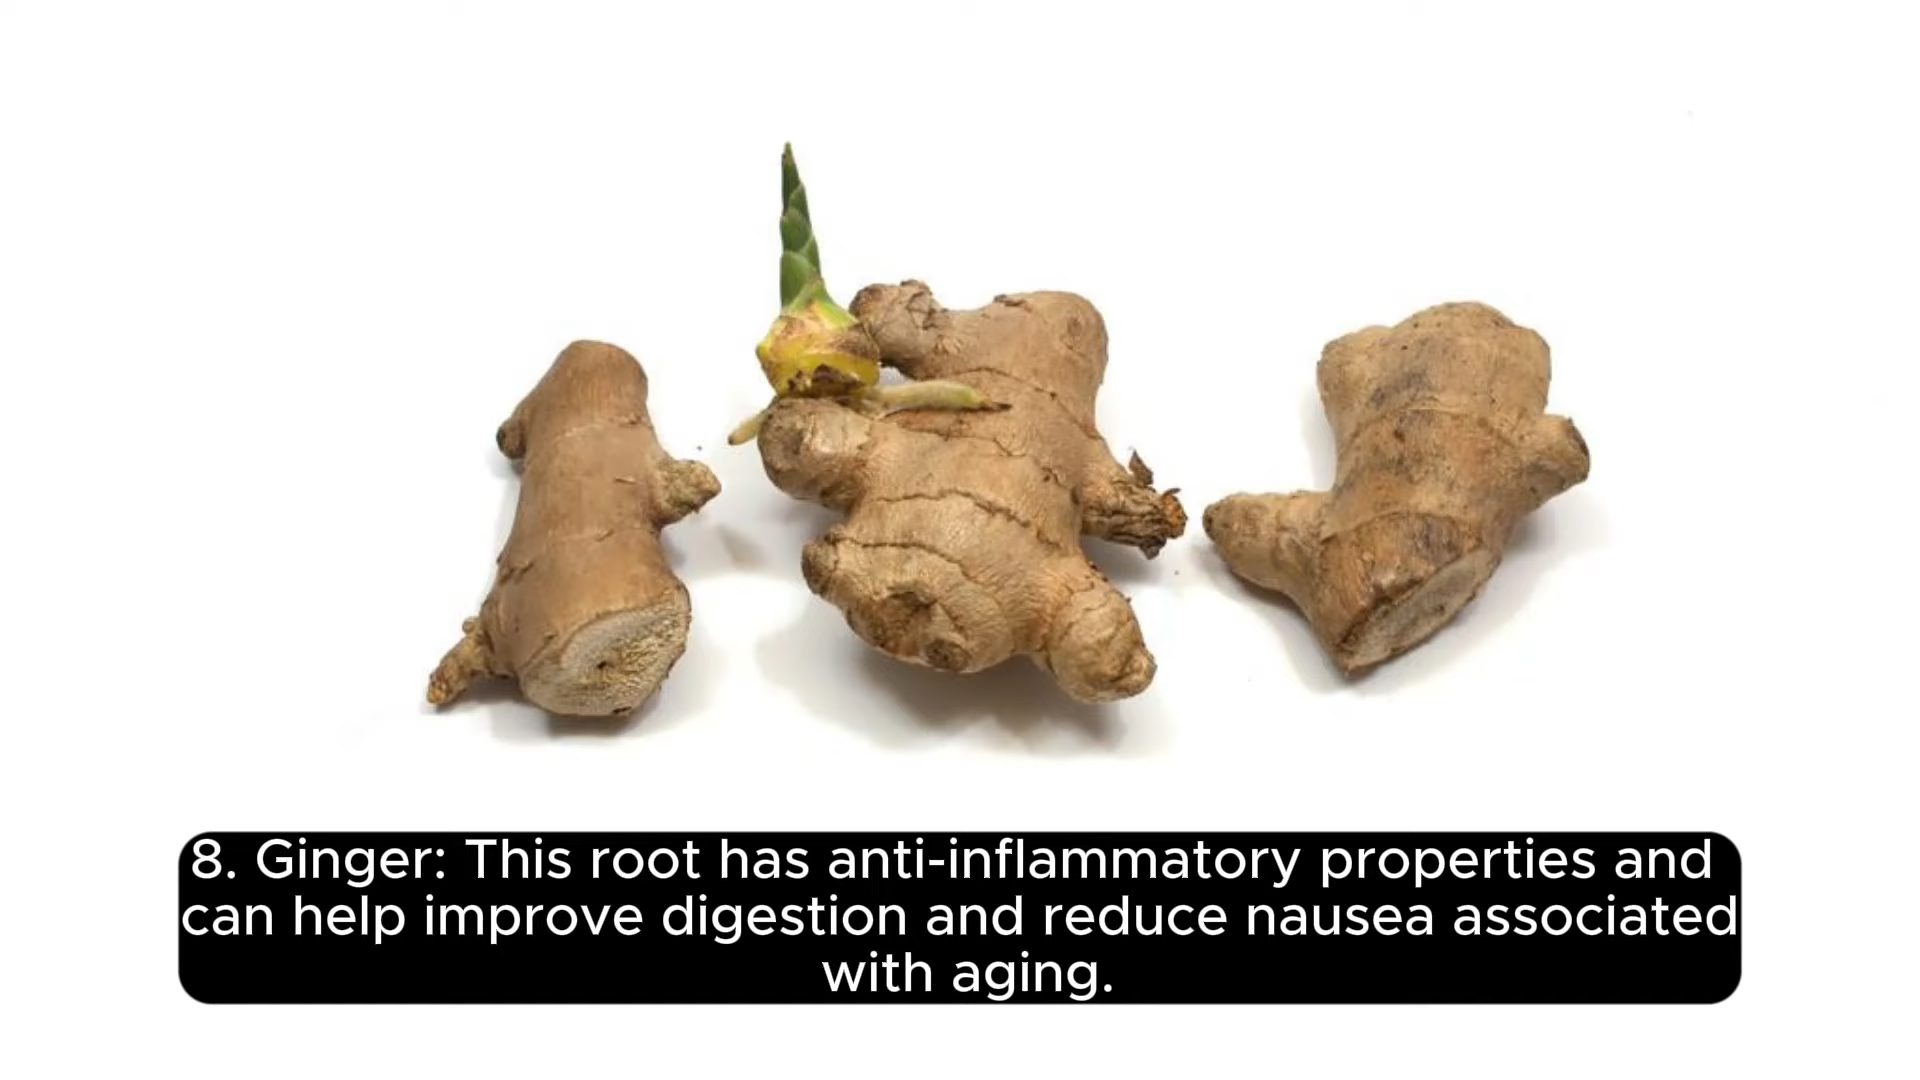 8. Ginger: This root has anti-inflammatory properties and
can help improve digestion and reduce nausea associated
with aging.